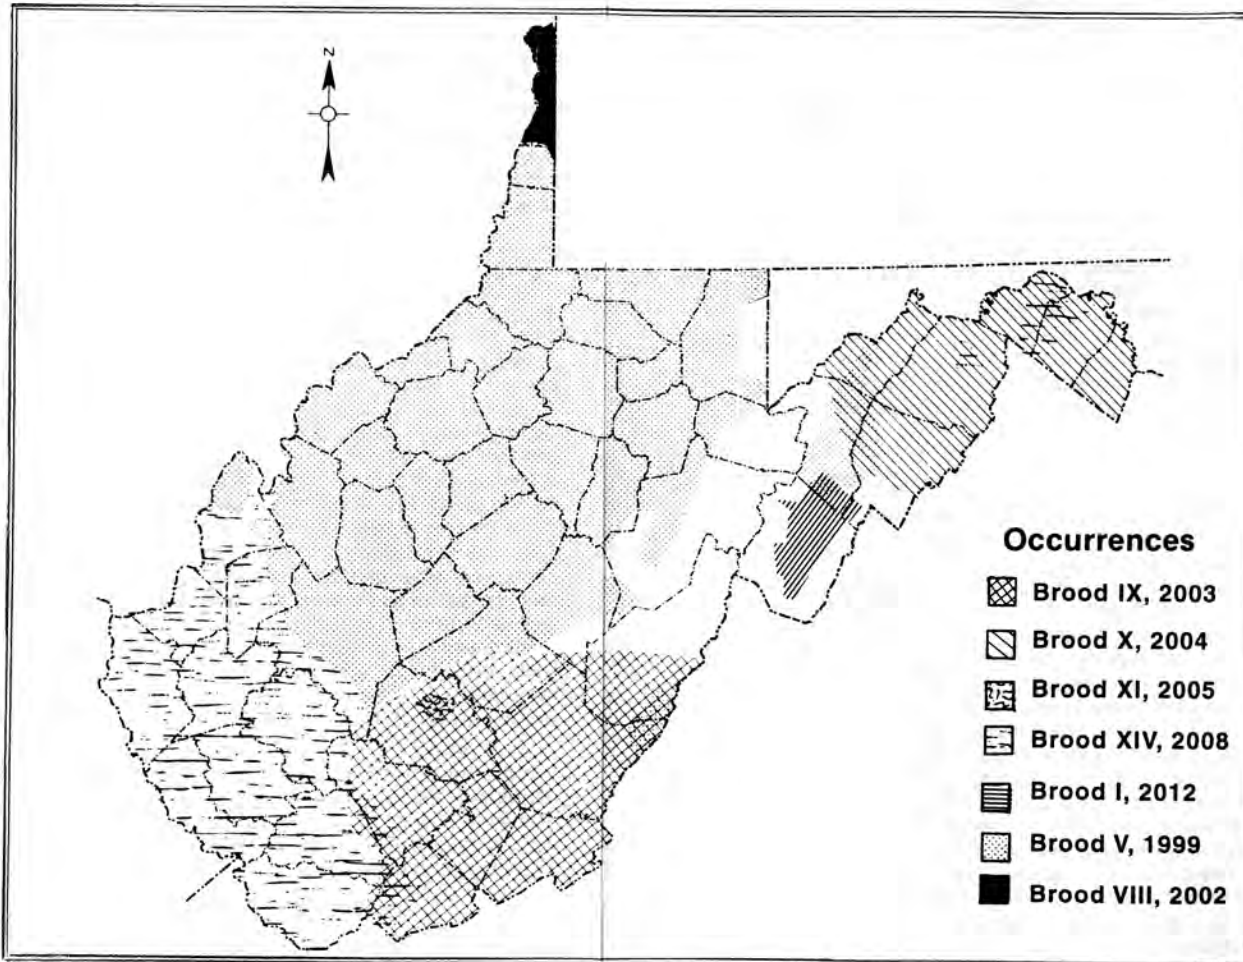 N
Occurrences
Brood IX, 2003
Brood X, 2004
Brood XI, 2005
Brood XIV, 2008
Brood I, 2012
Brood V, 1999
Brood VIII, 2002